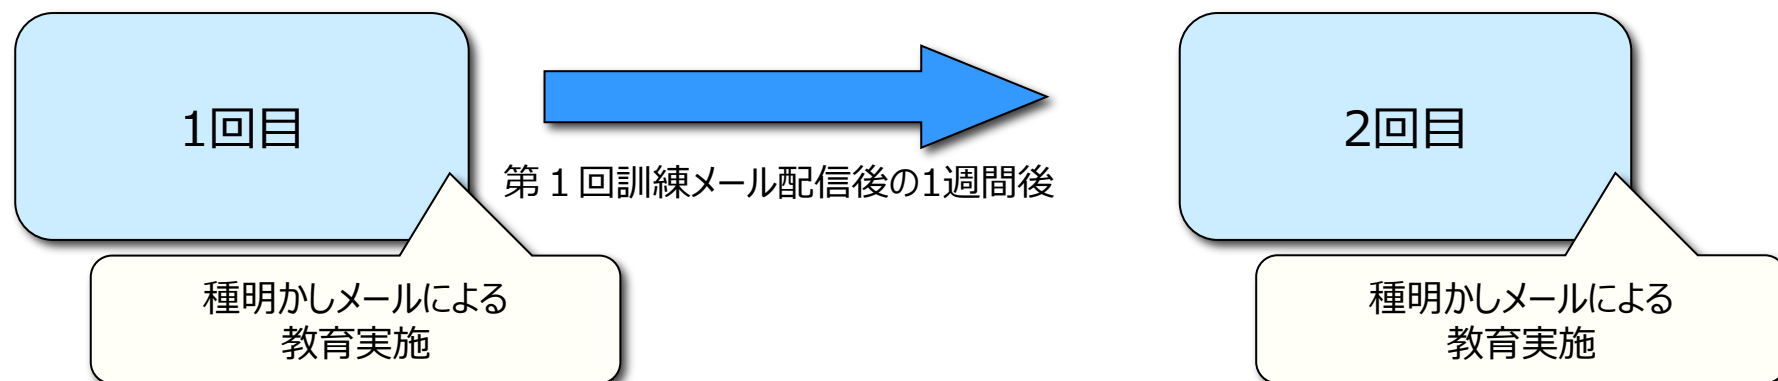 1回目
第１回訓練メール配信後の1週間後
2回目
種明かしメールによる
教育実施
種明かしメールによる
教育実施